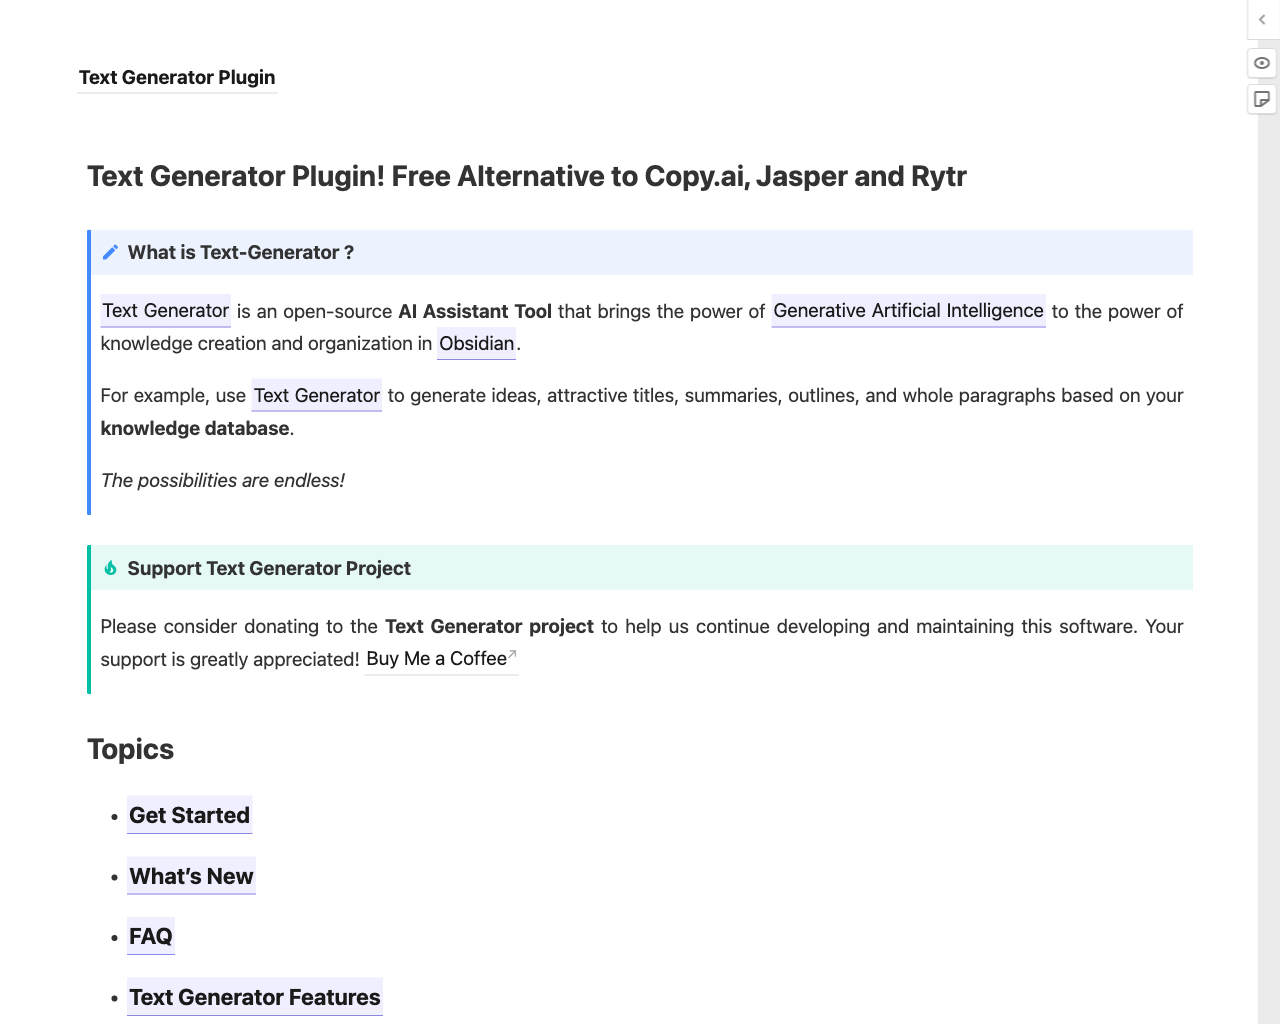 Text Generator Plugin
Text Generator Plugin! Free Alternative to Copy.ai, Jasper and Rytr
What is Text-Generator ?
Text Generator is an open-source AI Assistant Tool that brings the power of Generative Artificial Intelligence to the power of
knowledge creation and organization in Obsidian.
For example, use Text Generator to generate ideas, attractive titles, summaries, outlines, and whole paragraphs based on your
knowledge database.
The possibilities are endless!
Support Text Generator Project
Please consider donating to the Text Generator project to help us continue developing and maintaining this software. Your
support is greatly appreciated! Buy Me a Coffee
Topics
Get Started
What’s New
FAQ
Text Generator Features